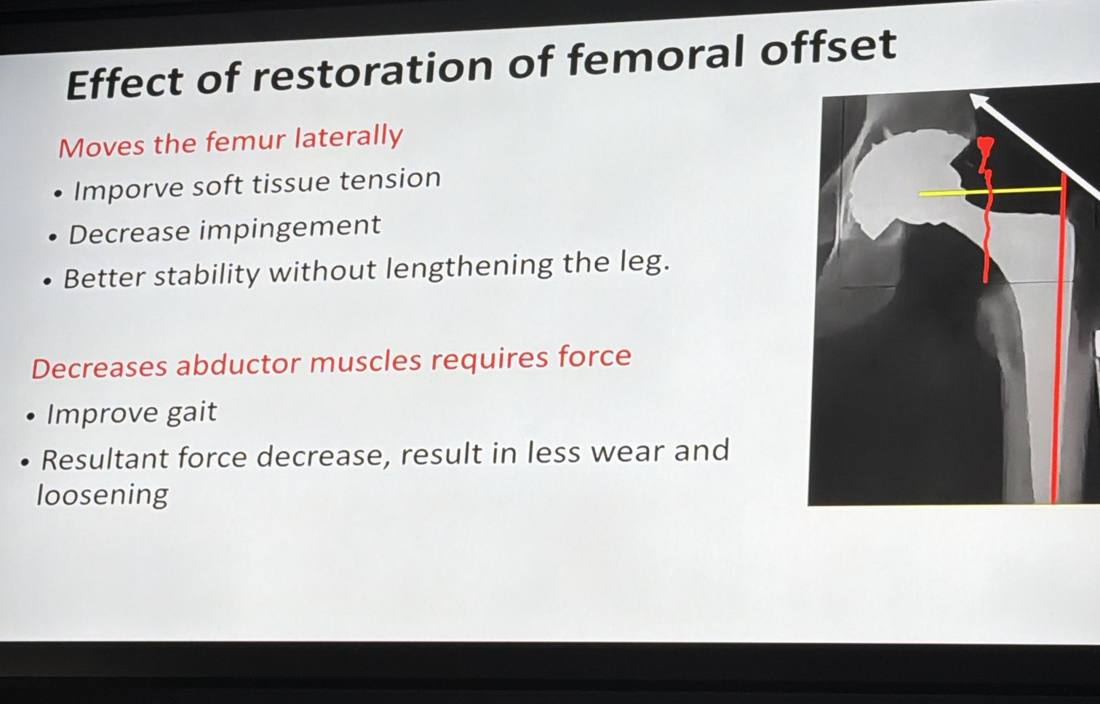 Effect of restoration of femoral offset
Moves the femur laterally
• Imporve soft tissue tension
• Decrease impingement
• Better stability without lengthening the leg.
Decreases abductor muscles requires force
• Improve gait
• Resultant force decrease, result in less wear and
loosening